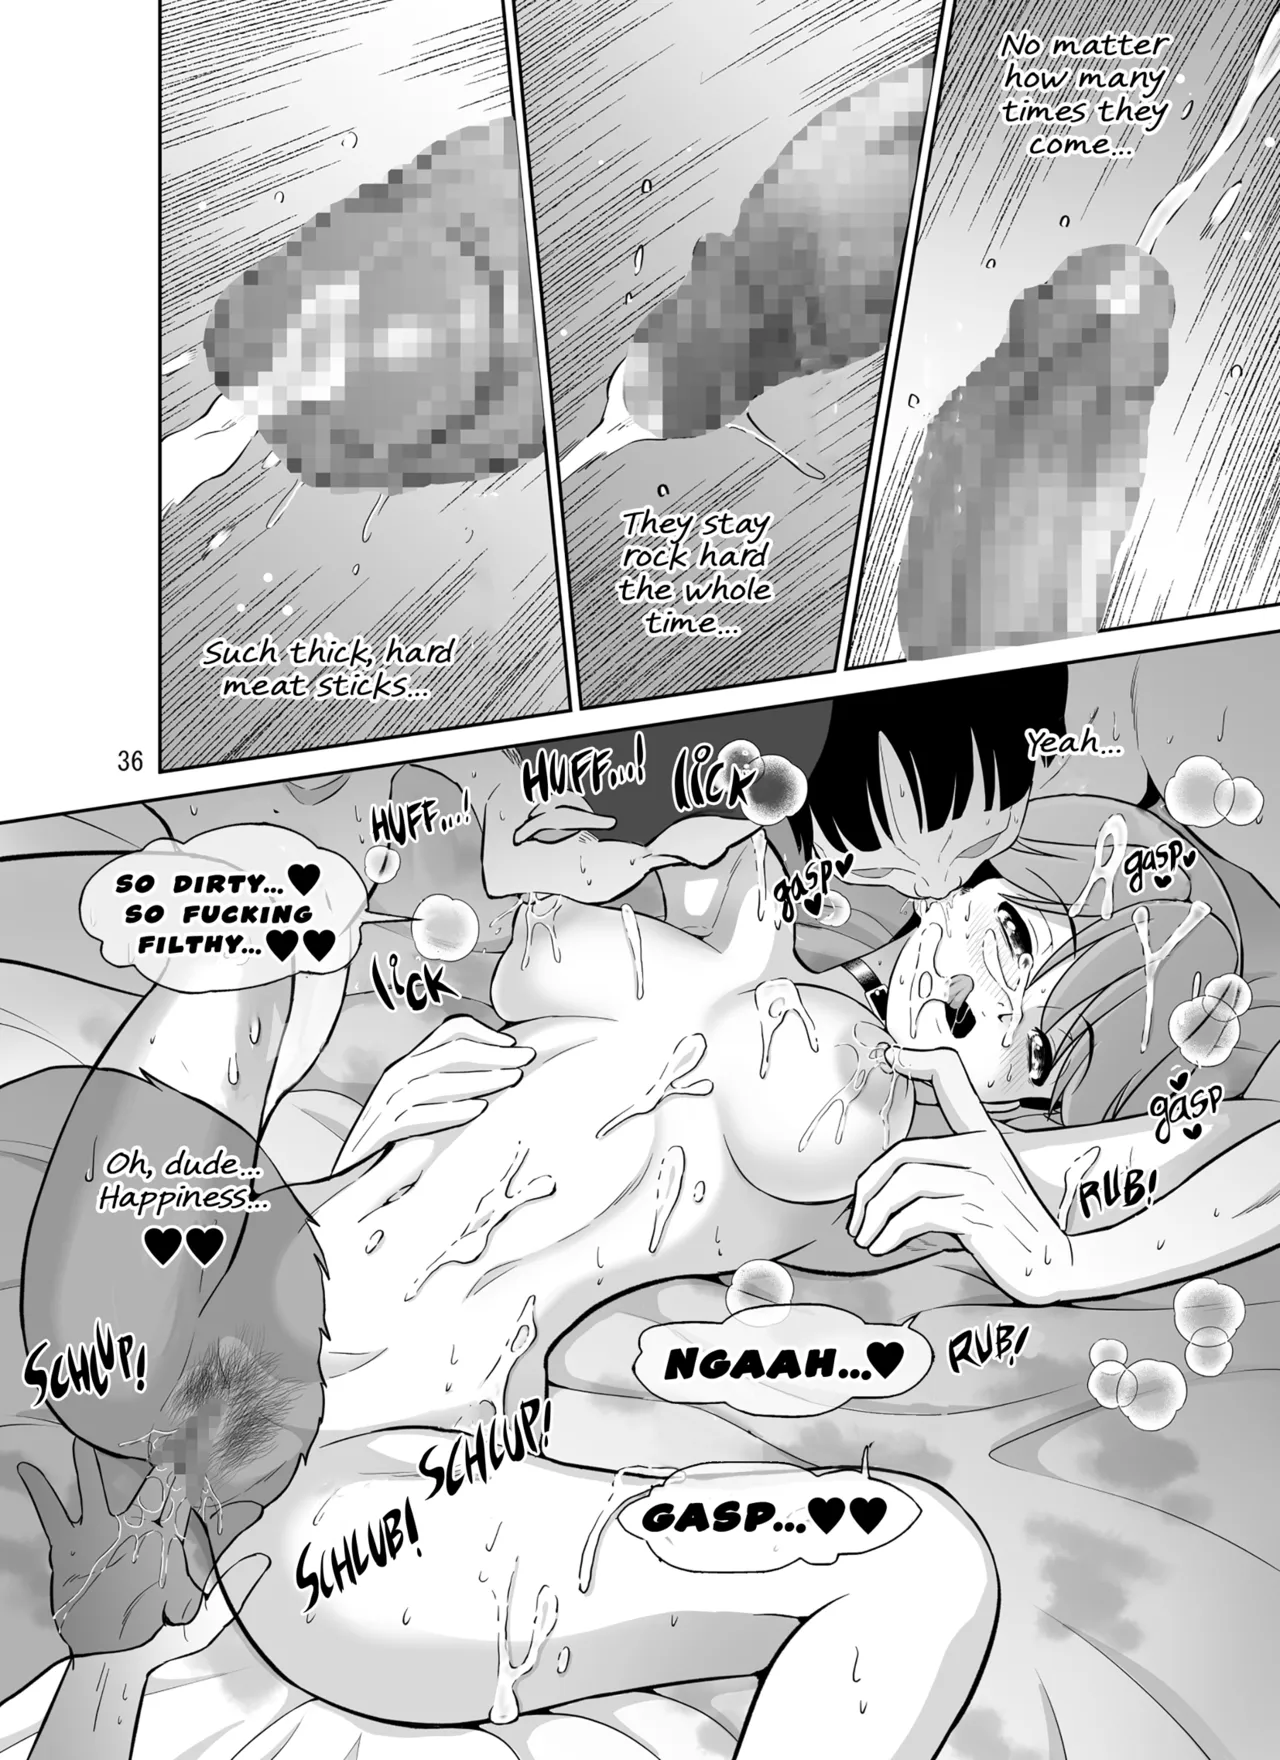 No matter
how many
times they
come...
They stay
rock hard
the whole
time...
Such thick, hard
meat sticks...
36
Yeah...
HUFF...!
LICK
HUFF...!
gasp♥
♥
gasp♥
♥
SO DIRTY...♥
SO FUCKING
FILTHY...♥♥
LICK
♥
gasp
♥
RUB!
Oh, dude...
Happiness...
♥♥
NGAAH...♥
RUB!
SCHLUP!
SCHLUP!
GASP...♥♥
SCHLUB!